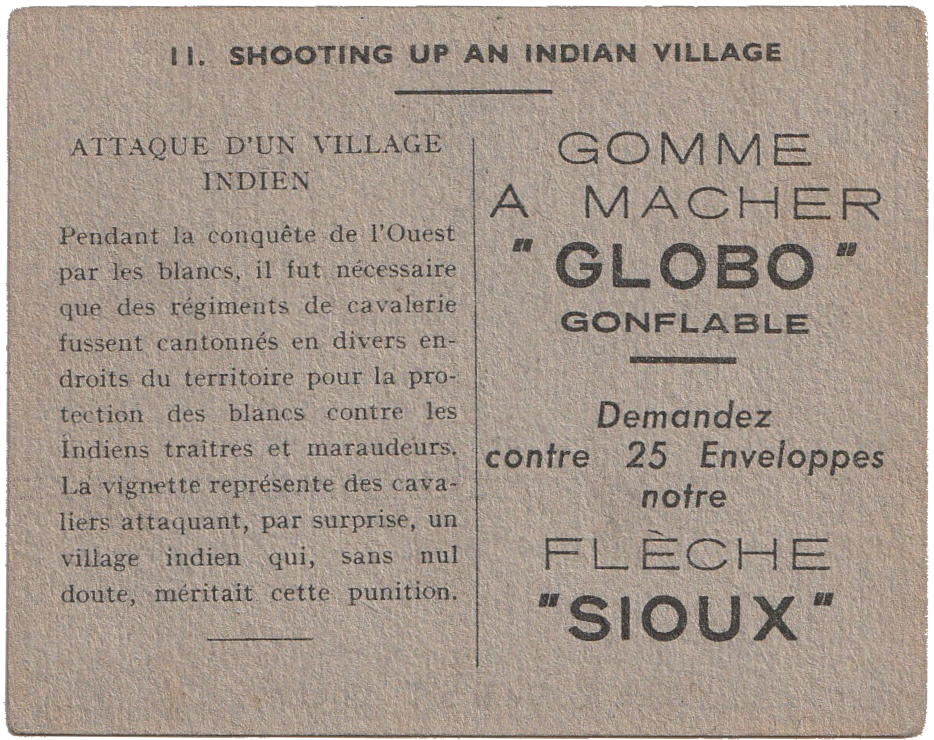 11. SHOOTING UP AN INDIAN VILLAGE
ATTAQUE D'UN VILLAGE
INDIEN
Pendant la conquête de l'Ouest
par les blancs, il fut nécessaire
que des régiments de cavalerie
fussent cantonnés en divers en-
droits du territoire pour la pro-
tection des blancs contre les
Indiens traîtres et maraudeurs.
La vignette représente des cava-
liers attaquant, par surprise, un
village indien qui, sans nul
doute, méritait cette punition.
GOMME
A MACHER
"GLOBO"
GONFLABLE
Demandez
contre 25 Enveloppes
notre
FLÈCHE
"SIOUX"